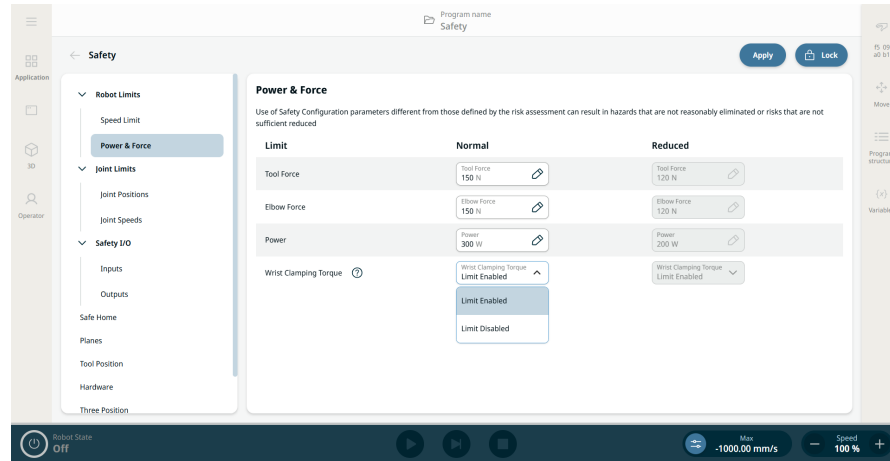 Program name
Safety
Safety
Apply
Lock
Application
3D
Operator
Robot Limits
Speed Limit
Power & Force
Joint Limits
Joint Positions
Joint Speeds
Safety I/O
Inputs
Outputs
Safe Home
Planes
Tool Position
Hardware
Three Position
Power & Force
Use of Safety Configuration parameters different from those defined by the risk assessment can result in hazards that are not reasonably eliminated or risks that are not
sufficient reduced
Limit Normal Reduced
Tool Force
Tool Force
150 N
Tool Force
120 N
Elbow Force
Elbow Force
150 N
Elbow Force
120 N
Power
Power
300 W
Power
200 W
Wrist Clamping Torque ?
Wrist Clamping Torque
Limit Enabled
Wrist Clamping Torque
Limit Enabled
Limit Enabled
Limit Disabled
Move
{x}
Robot State
Off
Max
-1000.00 mm/s
Speed
100 %